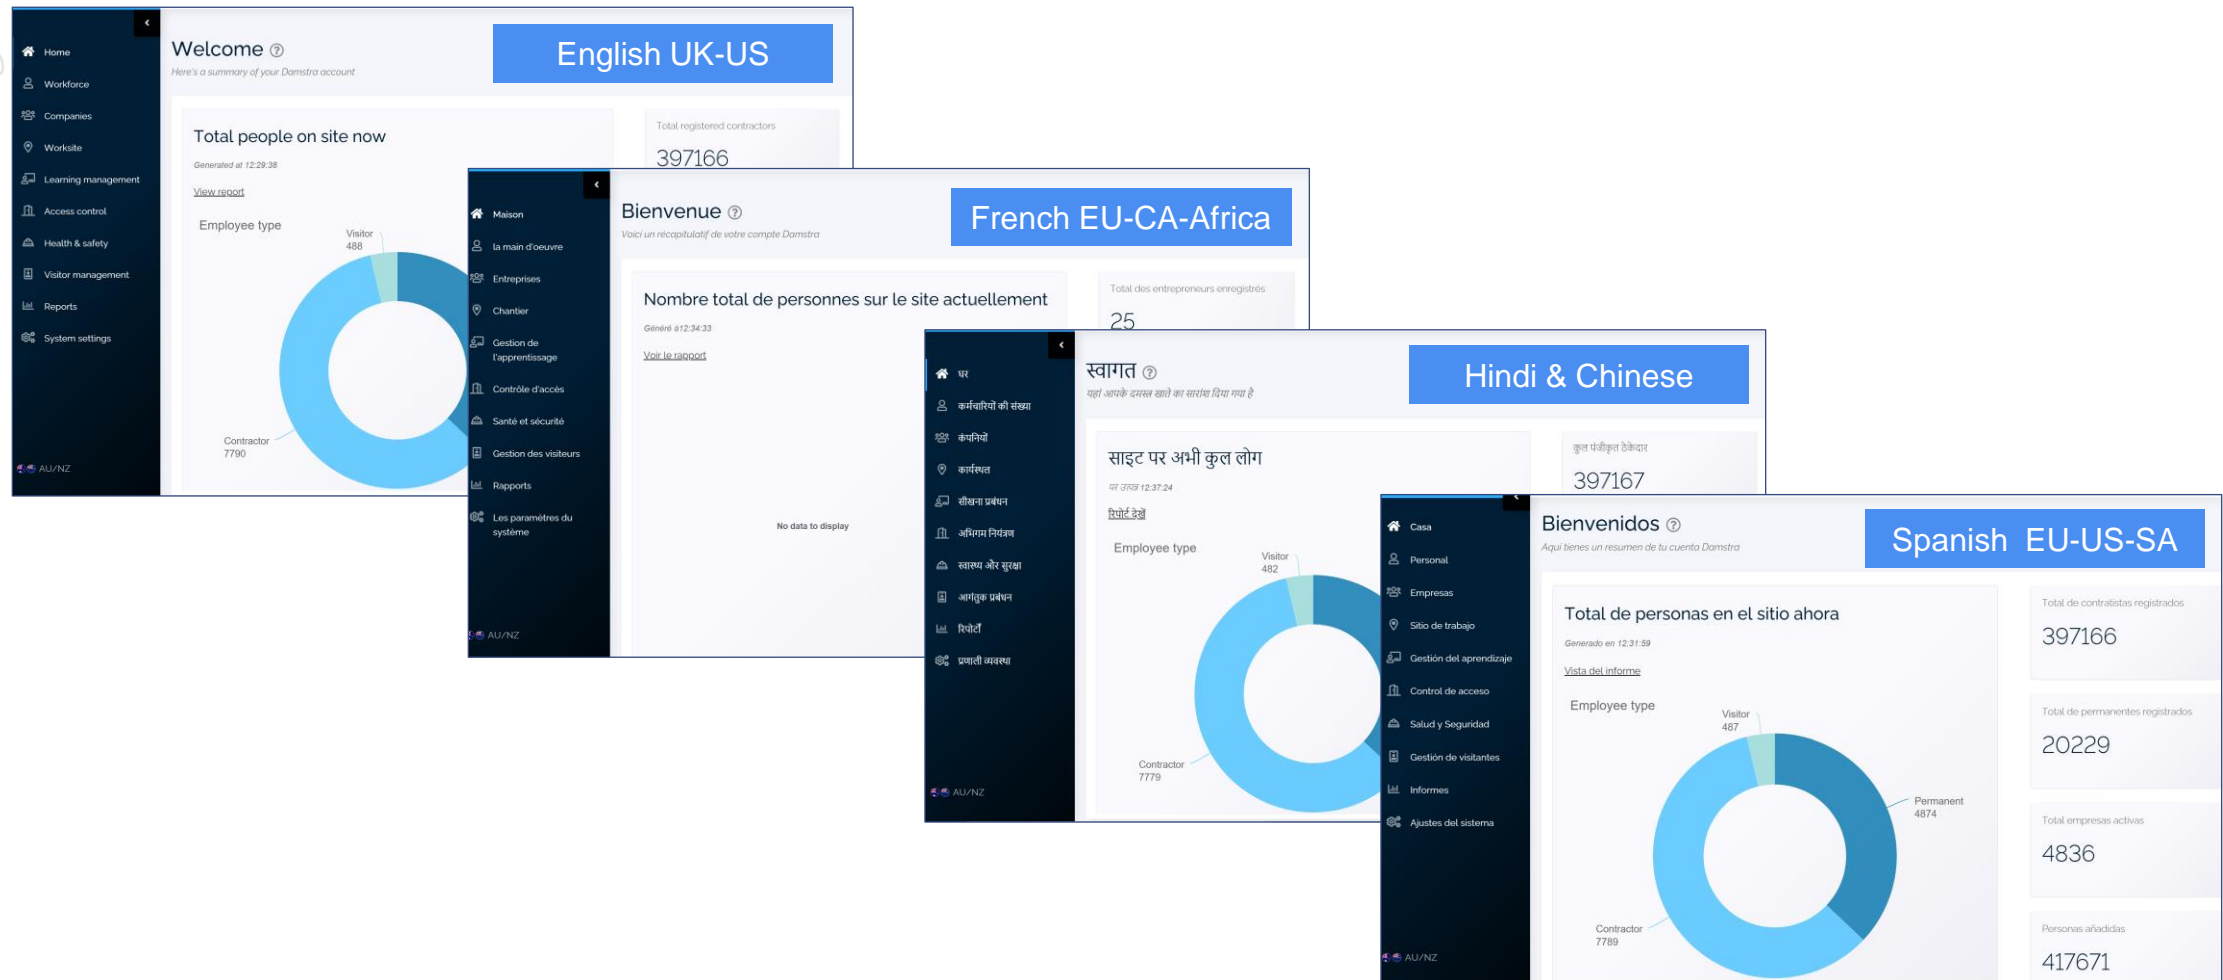 Home
Workforce
Companies
Worksite
Learning management
Access control
Health & safety
Visitor management
Reports
System settings
AU/NZ
Welcome
Here's a summary of your Damstra account
English UK-US
Total people on site now
Generated at 12:29:38
View report
Employee type
Visitor
488
Contractor
7790
Total registered contractors
397166
Maison
la main d'oeuvre
Entreprises
Chantier
Gestion de
l'apprentissage
Contrôle d'accès
Santé et sécurité
Gestion des visiteurs
Rapports
Les paramètres du
système
AU/NZ
Bienvenue
Voici un récapitulatif de votre compte Damstra
French EU-CA-Africa
Nombre total de personnes sur le site actuellement
Généré à12:34:33
Voir le rapport
No data to display
Total des entrepreneurs enregistrés
25
घर
कर्मचारियों की संख्या
कंपनियों
कार्यस्थल
सीखना प्रबंधन
अभिगम नियंत्रण
स्वास्थ्य और सुरक्षा
आगंतुक प्रबंधन
रिपोर्टों
प्रणाली व्यवस्था
AU/NZ
स्वागत
यहां आपके दमस्त्र खाते का सारांश दिया गया है
Hindi & Chinese
साइट पर अभी कुल लोग
पर उत्पन्न 12:37:24
रिपोर्ट देखें
Employee type
Visitor
482
Contractor
7779
कुल पंजीकृत ठेकेदार
397167
Casa
Personal
Empresas
Sitio de trabajo
Gestión del aprendizaje
Control de acceso
Salud y Seguridad
Gestión de visitantes
Informes
Ajustes del sistema
AU/NZ
Bienvenidos
Aquí tienes un resumen de tu cuenta Damstra
Spanish EU-US-SA
Total de personas en el sitio ahora
Generado en 12:31:59
Vista del informe
Employee type
Visitor
487
Permanent
4874
Contractor
7789
Total de contratistas registrados
397166
Total de permanentes registrados
20229
Total empresas activas
4836
Personas añadidas
417671